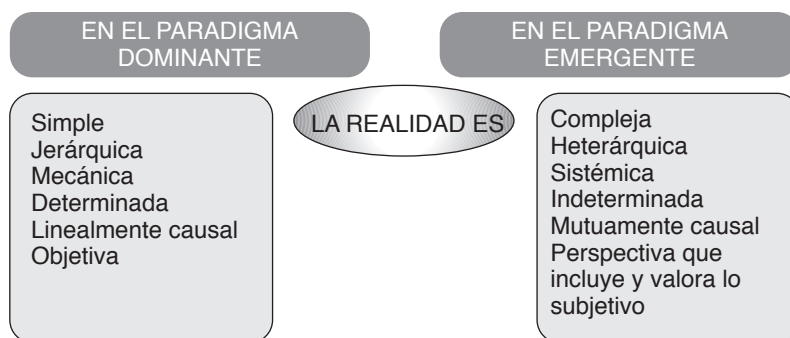 EN EL PARADIGMA
DOMINANTE
EN EL PARADIGMA
EMERGENTE
LA REALIDAD ES
Simple
Jerárquica
Mecánica
Determinada
Linealmente causal
Objetiva
Compleja
Heterárquica
Sistémica
Indeterminada
Mutuamente causal
Perspectiva que
incluye y valora lo
subjetivo